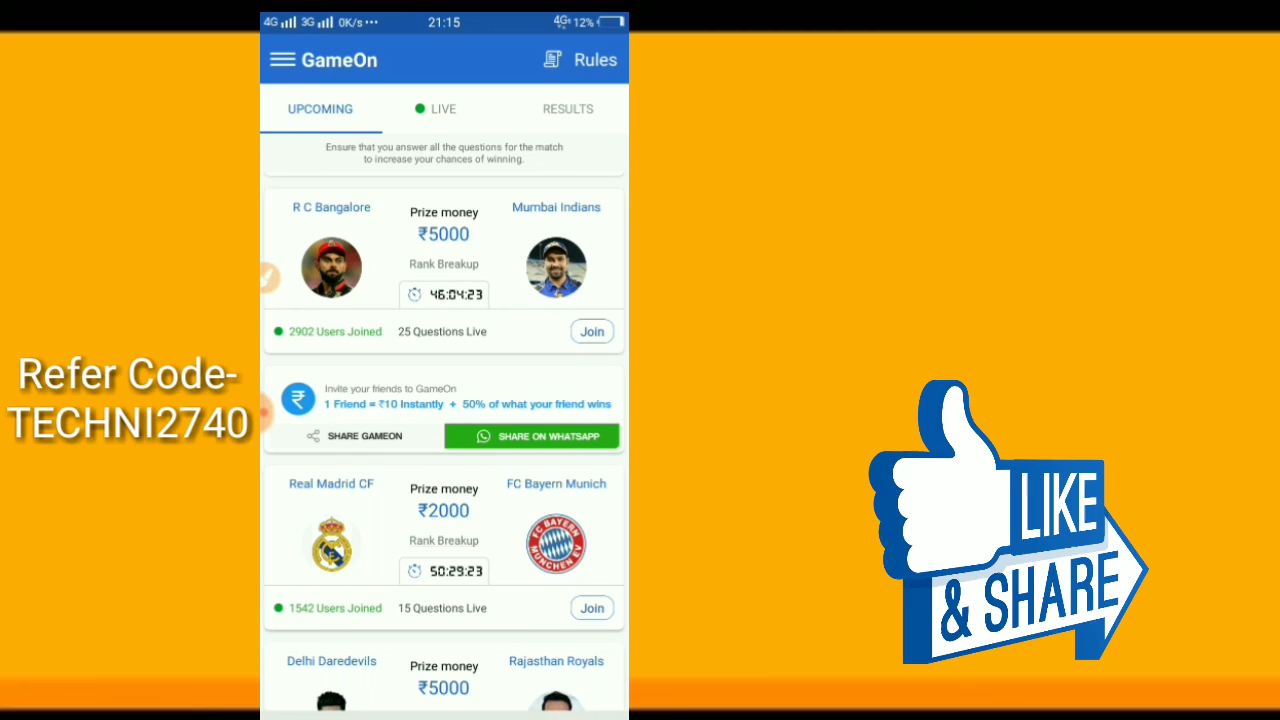 4G 3G 0K/s ••• 21:15 4G 12%
GameOn Rules
UPCOMING LIVE RESULTS
Ensure that you answer all the questions for the match
to increase your chances of winning.
R C Bangalore Prize money Mumbai Indians
₹5000
Rank Breakup
46:04:23
2902 Users Joined 25 Questions Live Join
Refer Code-
TECHNI2740
₹ Invite your friends to GameOn
1 Friend = ₹10 Instantly + 50% of what your friend wins
SHARE GAMEON SHARE ON WHATSAPP
Real Madrid CF Prize money FC Bayern Munich
₹2000
Rank Breakup
FC BAYERN
MÜNCHEN EV
50:29:23
1542 Users Joined 15 Questions Live Join
Delhi Daredevils Prize money Rajasthan Royals
₹5000
LIKE
& SHARE